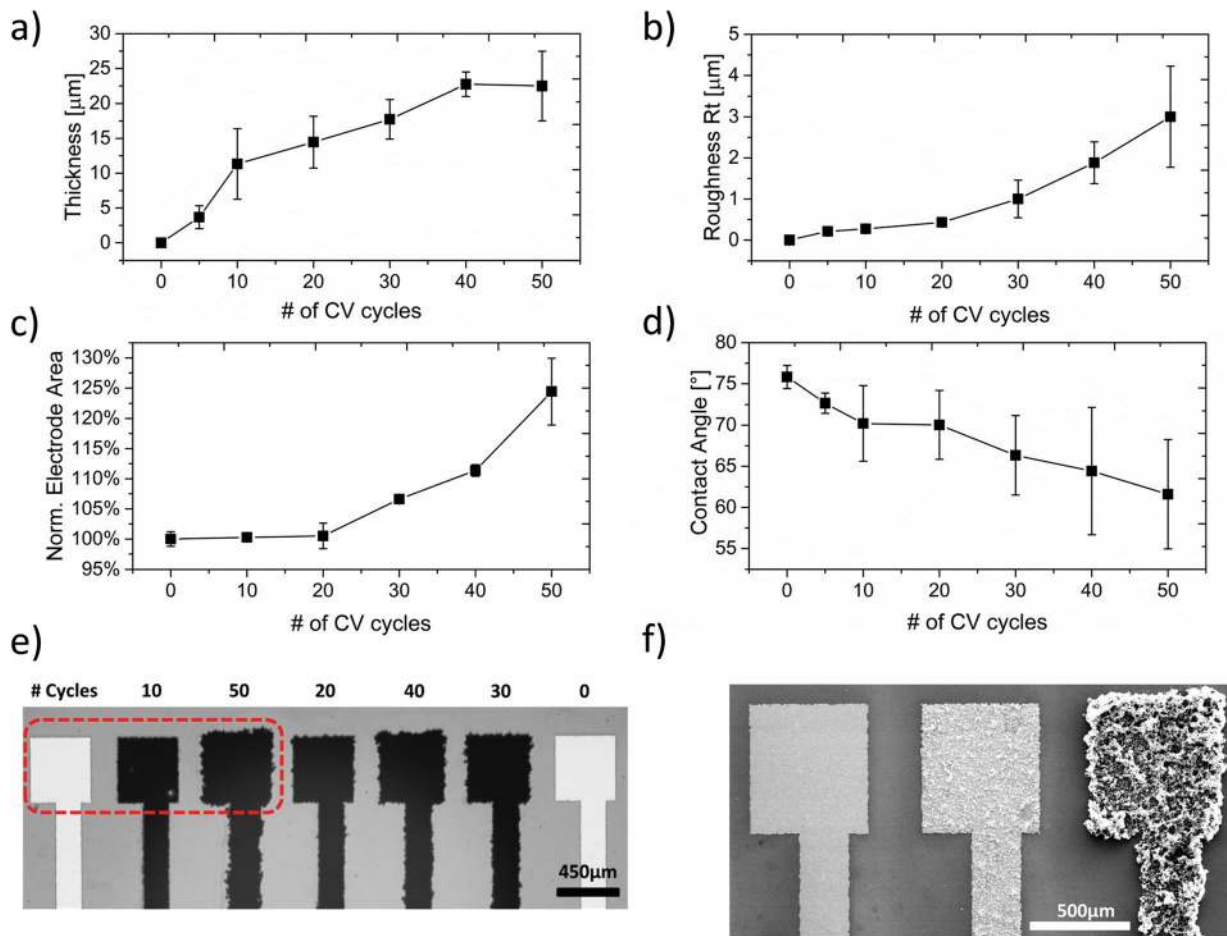 a)
Thickness [μm]
30
25
20
15
10
5
0
0 10 20 30 40 50
# of CV cycles
b)
Roughness Rt [μm]
5
4
3
2
1
0
0 10 20 30 40 50
# of CV cycles
c)
Norm. Electrode Area
130%
125%
120%
115%
110%
105%
100%
95%
0 10 20 30 40 50
# of CV cycles
d)
Contact Angle [°]
80
75
70
65
60
55
0 10 20 30 40 50
# of CV cycles
e)
# Cycles 10 50 20 40 30 0
450μm
f)
500μm